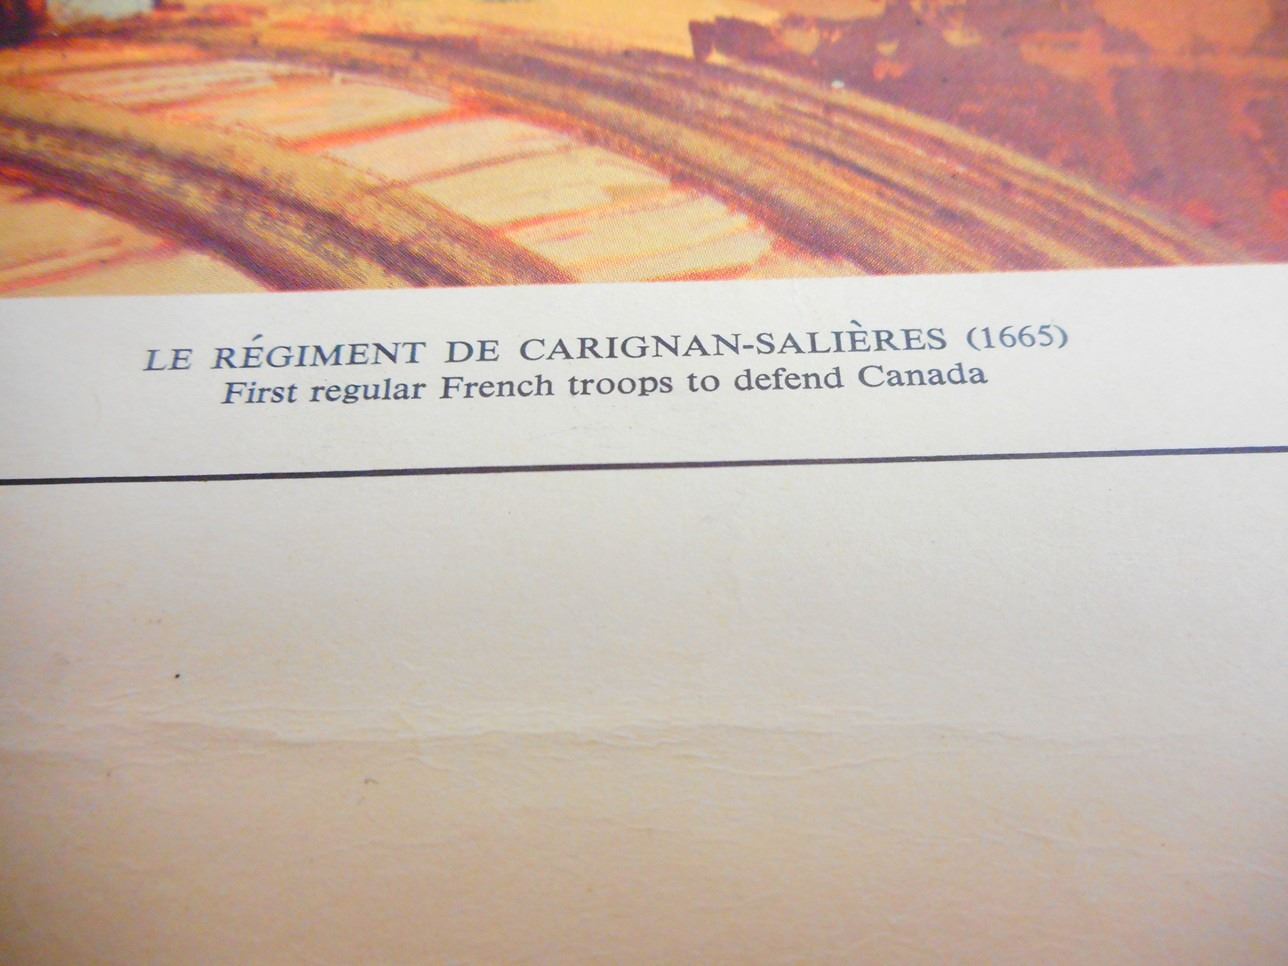 LE RÉGIMENT DE CARIGNAN-SALIÈRES (1665)
First regular French troops to defend Canada